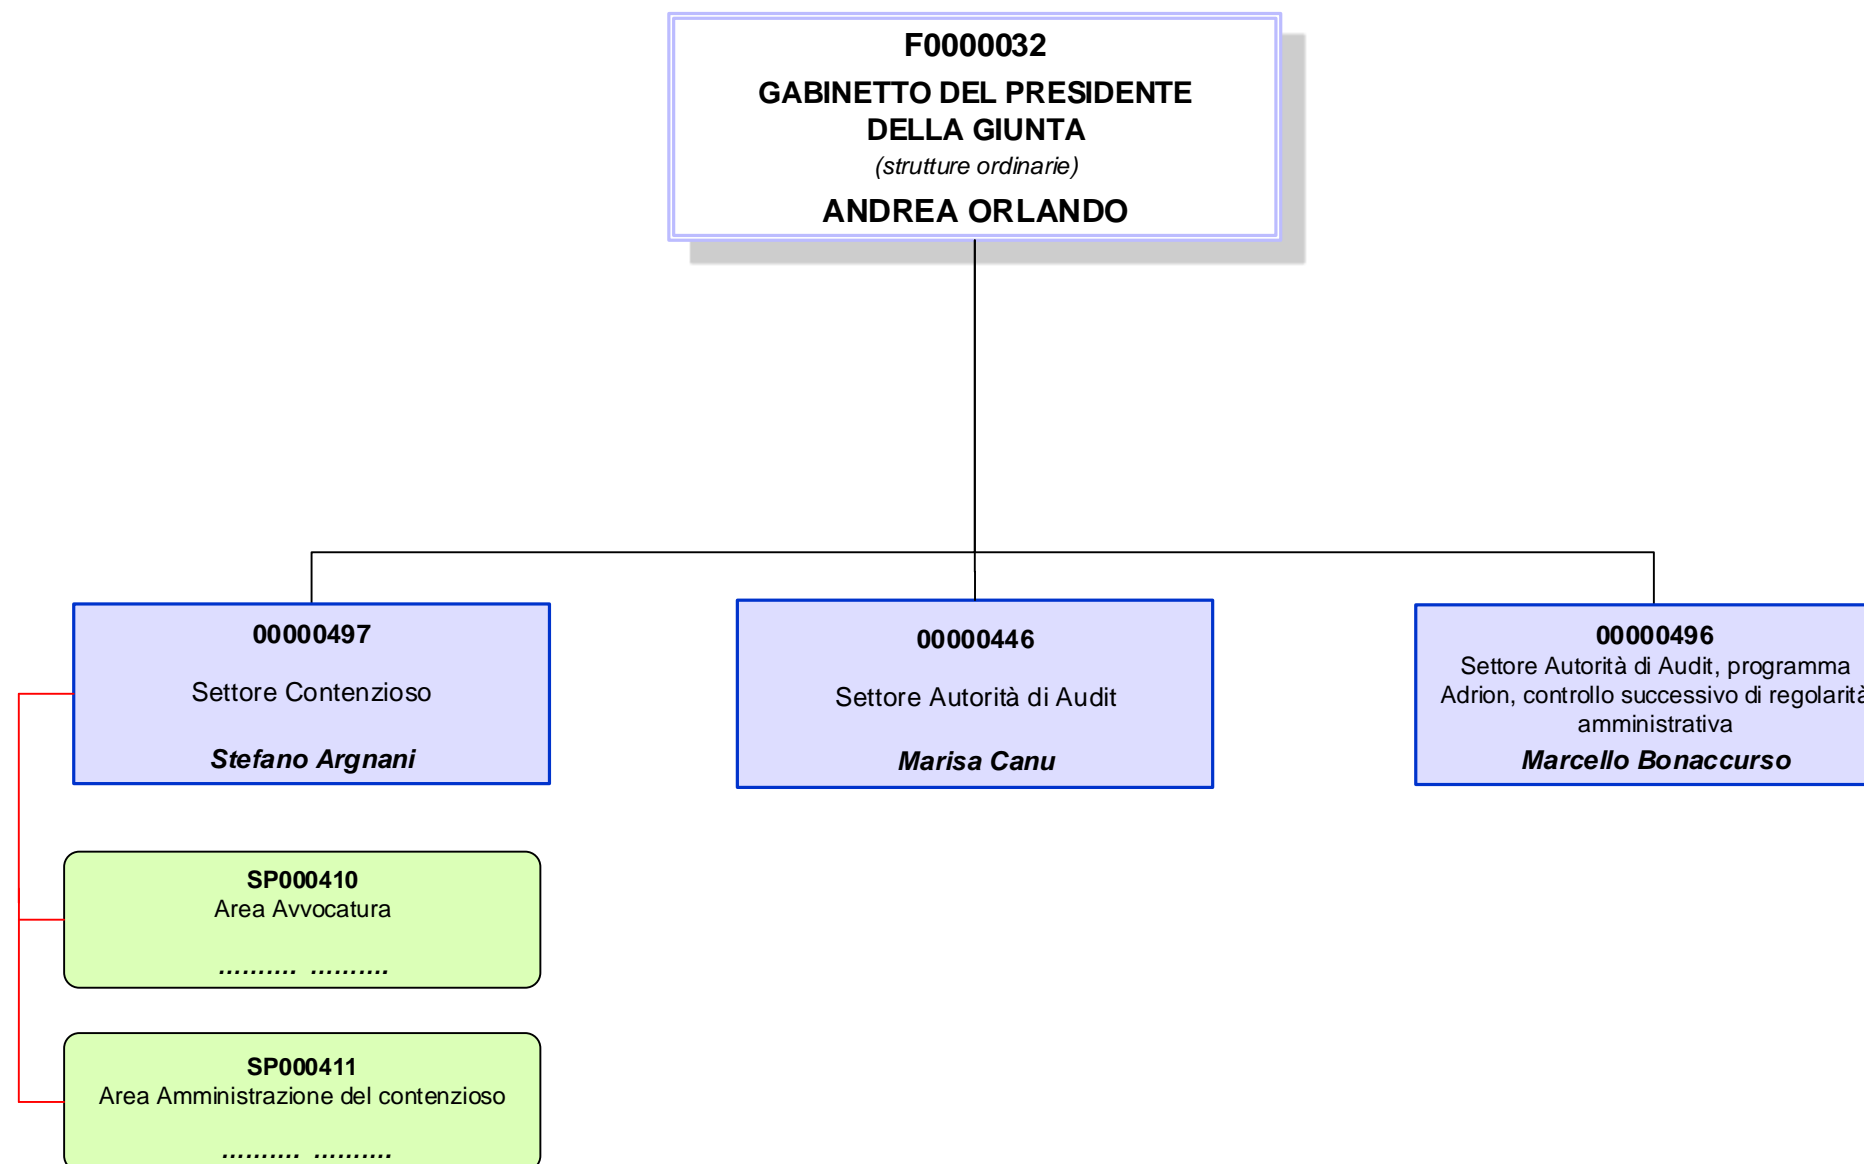 F0000032
GABINETTO DEL PRESIDENTE
DELLA GIUNTA
(strutture ordinarie)
ANDREA ORLANDO
00000497
Settore Contenzioso
Stefano Argnani
00000446
Settore Autorità di Audit
Marisa Canu
00000496
Settore Autorità di Audit, programma
Adrion, controllo successivo di regolarità
amministrativa
Marcello Bonaccurso
SP000410
Area Avvocatura
.......... ..........
SP000411
Area Amministrazione del contenzioso
.......... ..........